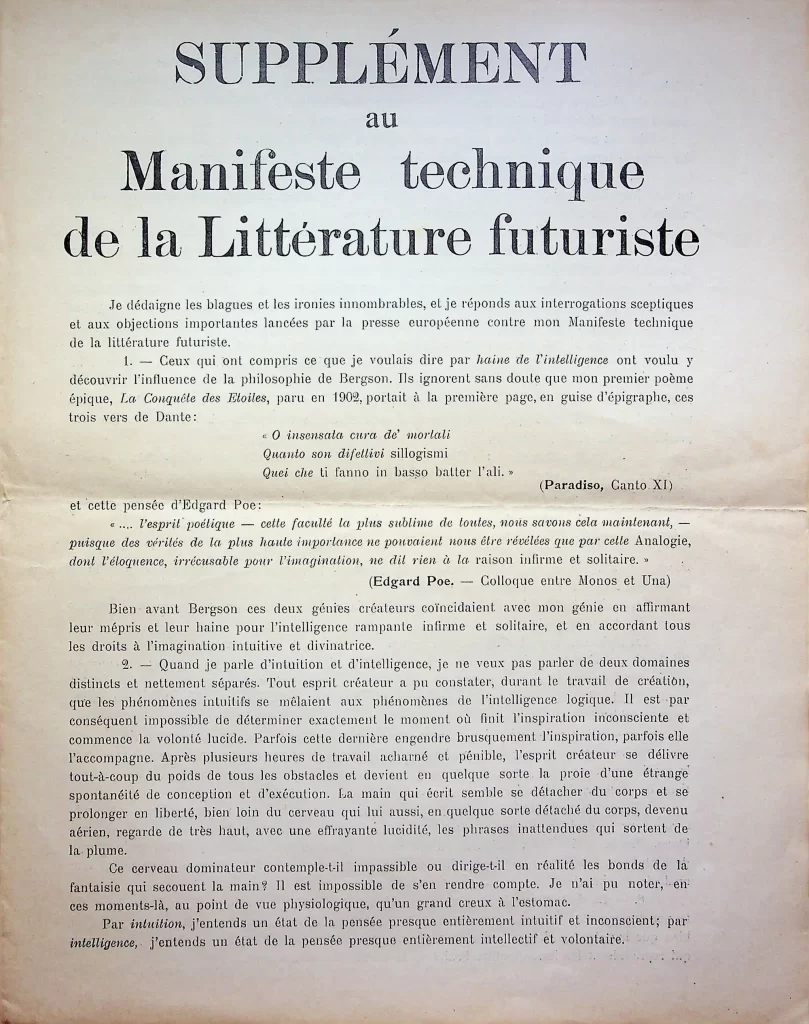 SUPPLÉMENT
au
Manifeste technique
de la Littérature futuriste
Je dédaigne les blagues et les ironies innombrables, et je réponds aux interrogations sceptiques
et aux objections importantes lancées par la presse européenne contre mon Manifeste technique
de la littérature futuriste.
1. — Ceux qui ont compris ce que je voulais dire par haine de l'intelligence ont voulu y
découvrir l'influence de la philosophie de Bergson. Ils ignorent sans doute que mon premier poème
épique, La Conquête des Etoiles, paru en 1902, portait à la première page, en guise d'épigraphe, ces
trois vers de Dante:
« O insensata cura de' mortali
Quanto son difettivi sillogismi
Quei che ti fanno in basso batter l'ali. »
(Paradiso, Canto XI)
et cette pensée d'Edgard Poe:
« .... l'esprit poétique — cette faculté la plus sublime de toutes, nous savons cela maintenant, —
puisque des vérités de la plus haute importance ne pouvaient nous être révélées que par cette Analogie,
dont l'éloquence, irrécusable pour l'imagination, ne dit rien à la raison infirme et solitaire. »
(Edgard Poe. — Colloque entre Monos et Una)
Bien avant Bergson ces deux génies créateurs coïncidaient avec mon génie en affirmant
leur mépris et leur haine pour l'intelligence rampante infirme et solitaire, et en accordant tous
les droits à l'imagination intuitive et divinatrice.
2. — Quand je parle d'intuition et d'intelligence, je ne veux pas parler de deux domaines
distincts et nettement séparés. Tout esprit créateur a pu constater, durant le travail de création,
que les phénomènes intuitifs se mêlaient aux phénomènes de l'intelligence logique. Il est par
conséquent impossible de déterminer exactement le moment où finit l'inspiration inconsciente et
commence la volonté lucide. Parfois cette dernière engendre brusquement l'inspiration, parfois elle
l'accompagne. Après plusieurs heures de travail acharné et pénible, l'esprit créateur se délivre
tout-à-coup du poids de tous les obstacles et devient en quelque sorte la proie d'une étrange
spontanéité de conception et d'exécution. La main qui écrit semble se détacher du corps et se
prolonger en liberté, bien loin du cerveau qui lui aussi, en quelque sorte détaché du corps, devenu
aérien, regarde de très haut, avec une effrayante lucidité, les phrases inattendues qui sortent de
la plume.
Ce cerveau dominateur contemple-t-il impassible ou dirige-t-il en réalité les bonds de la
fantaisie qui secouent la main? Il est impossible de s'en rendre compte. Je n'ai pu noter, en
ces moments-là, au point de vue physiologique, qu'un grand creux à l'estomac.
Par intuition, j'entends un état de la pensée presque entièrement intuitif et inconscient; par
intelligence, j'entends un état de la pensée presque entièrement intellectif et volontaire.